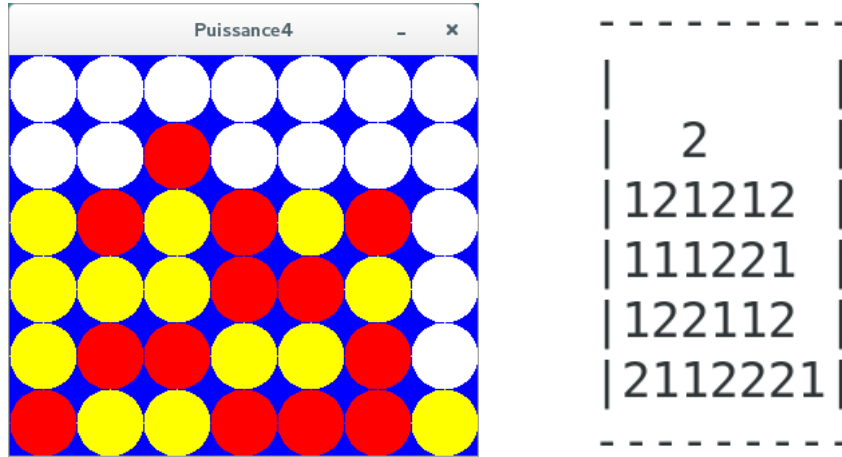 Puissance4
- - - - - - - - -
|       |
|  2    |
|121212 |
|111221 |
|122112 |
|2112221|
- - - - - - - - -